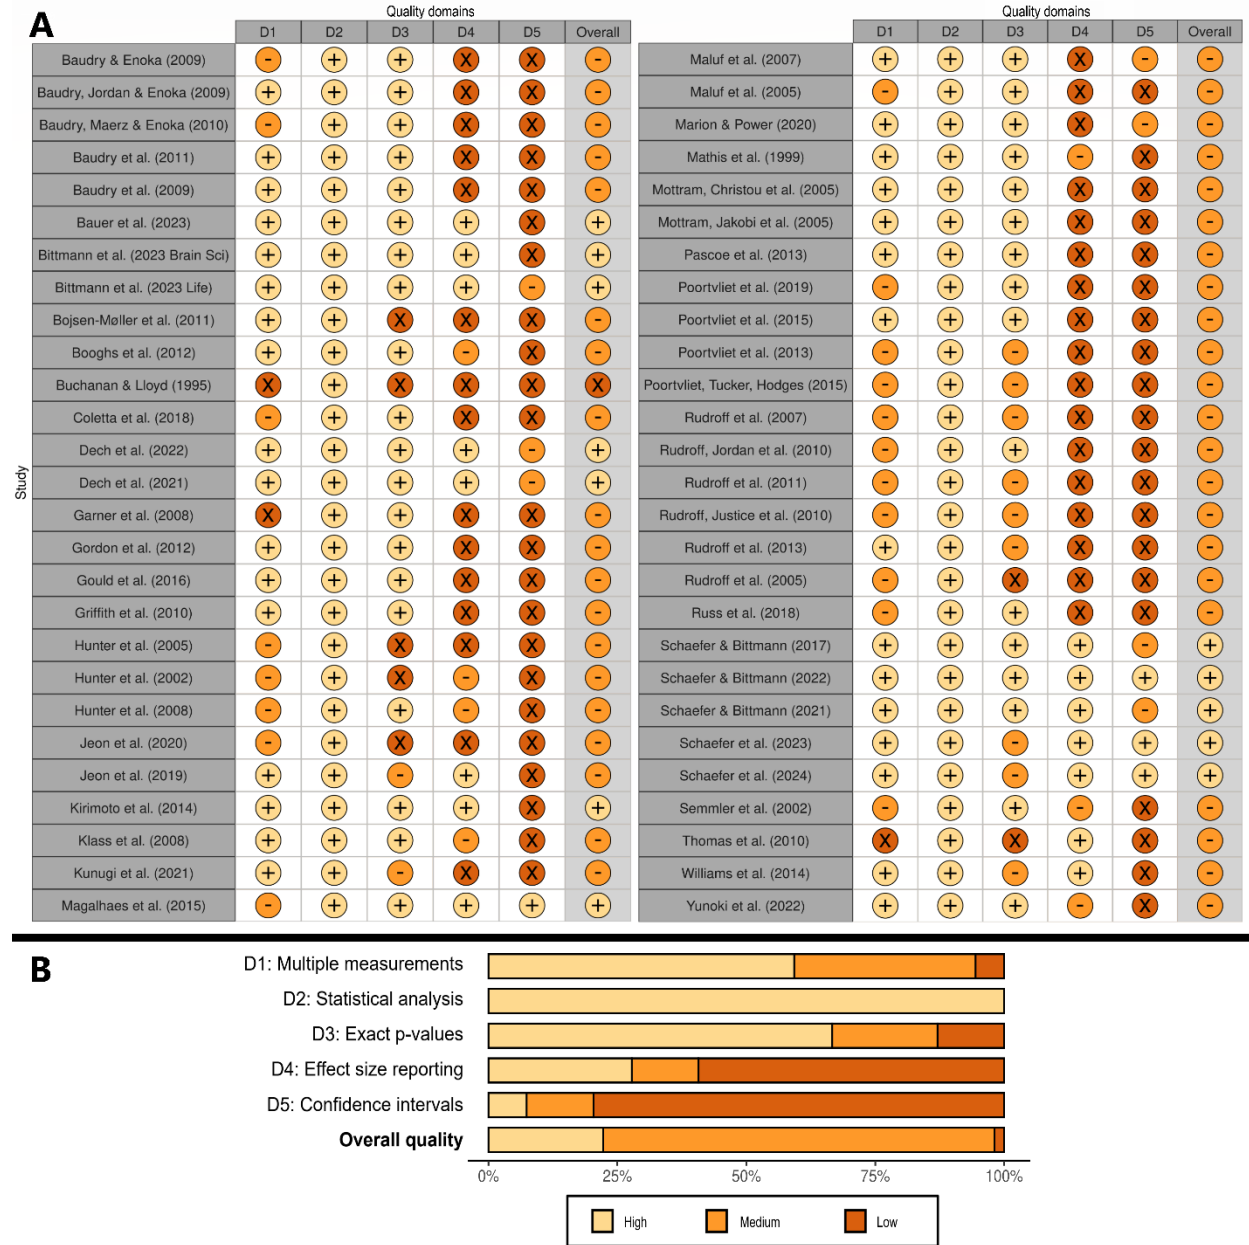 A
Quality domains
D1 D2 D3 D4 D5 Overall
Study
Baudry & Enoka (2009) - + + X X -
Baudry, Jordan & Enoka (2009) + + + X X -
Baudry, Maerz & Enoka (2010) - + + X X -
Baudry et al. (2011) + + + X X -
Baudry et al. (2009) + + + X X -
Bauer et al. (2023) + + + + X +
Bittmann et al. (2023 Brain Sci) + + + + X +
Bittmann et al. (2023 Life) + + + + - +
Bojsen-Møller et al. (2011) + + X X X -
Booghs et al. (2012) + + + - X -
Buchanan & Lloyd (1995) X + X X X X
Coletta et al. (2018) - + + X X -
Dech et al. (2022) + + + + - +
Dech et al. (2021) + + + + - +
Garner et al. (2008) X + + X X -
Gordon et al. (2012) + + + X X -
Gould et al. (2016) + + + X X -
Griffith et al. (2010) + + + X X -
Hunter et al. (2005) - + X X X -
Hunter et al. (2002) - + X - X -
Hunter et al. (2008) - + + - X -
Jeon et al. (2020) - + X X X -
Jeon et al. (2019) + + - + X -
Kirimoto et al. (2014) + + + + X +
Klass et al. (2008) + + + - X -
Kunugi et al. (2021) + + - X X -
Magalhaes et al. (2015) - + + + + +
Quality domains
D1 D2 D3 D4 D5 Overall
Maluf et al. (2007) + + + X - -
Maluf et al. (2005) - + + X X -
Marion & Power (2020) + + + X - -
Mathis et al. (1999) + + + - X -
Mottram, Christou et al. (2005) + + + X X -
Mottram, Jakobi et al. (2005) + + + X X -
Pascoe et al. (2013) + + + X X -
Poortvliet et al. (2019) - + + X X -
Poortvliet et al. (2015) + + + X X -
Poortvliet et al. (2013) - + - X X -
Poortvliet, Tucker, Hodges (2015) - + - X X -
Rudroff et al. (2007) - + - X X -
Rudroff, Jordan et al. (2010) - + + X X -
Rudroff et al. (2011) - + - X X -
Rudroff, Justice et al. (2010) - + - X X -
Rudroff et al. (2013) + + - X X -
Rudroff et al. (2005) - + X X X -
Russ et al. (2018) - + + X X -
Schaefer & Bittmann (2017) + + + + - +
Schaefer & Bittmann (2022) + + + + + +
Schaefer & Bittmann (2021) + + + + - +
Schaefer et al. (2023) + + - + + +
Schaefer et al. (2024) + + - + + +
Semmler et al. (2002) - + + - X -
Thomas et al. (2010) X + X + X -
Williams et al. (2014) + + - + X -
Yunoki et al. (2022) + + + - X -
B
D1: Multiple measurements
D2: Statistical analysis
D3: Exact p-values
D4: Effect size reporting
D5: Confidence intervals
Overall quality
0% 25% 50% 75% 100%
High Medium Low